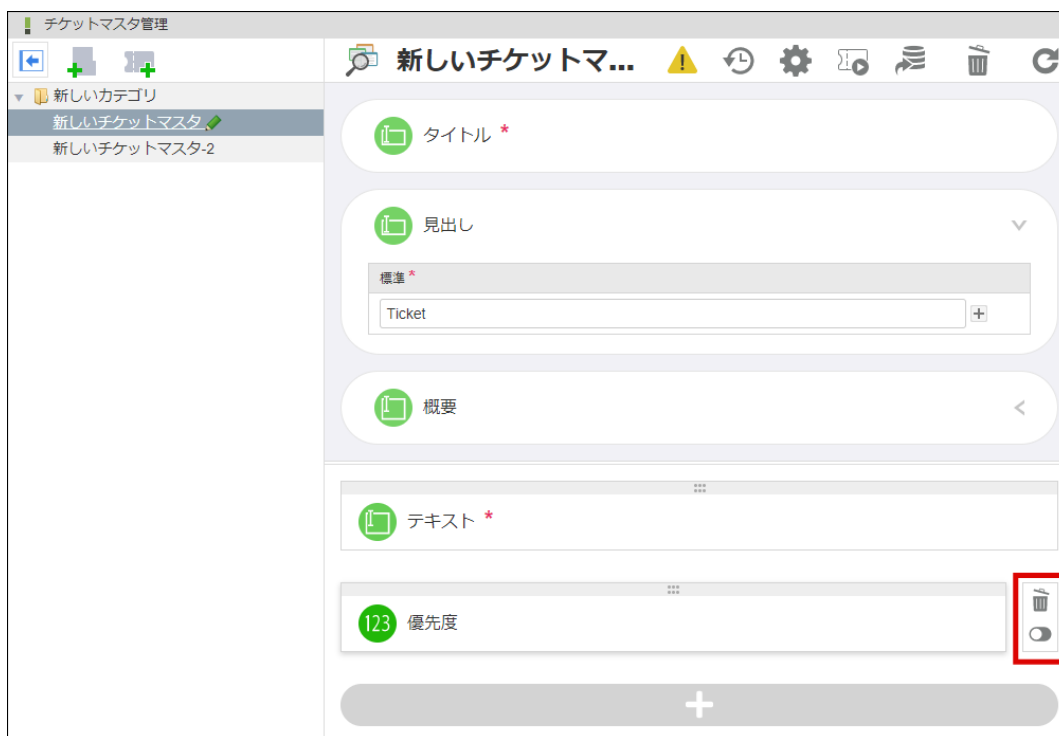 チケットマスタ管理
新しいチケットマ...
新しいカテゴリ
新しいチケットマスタ
新しいチケットマスタ-2
タイトル *
見出し
標準 *
Ticket
概要
テキスト *
123 優先度